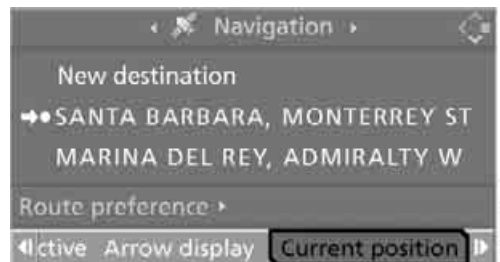 Navigation
New destination
SANTA BARBARA, MONTERREY ST
MARINA DEL REY, ADMIRALTY W
Route preference
ctive Arrow display Current position